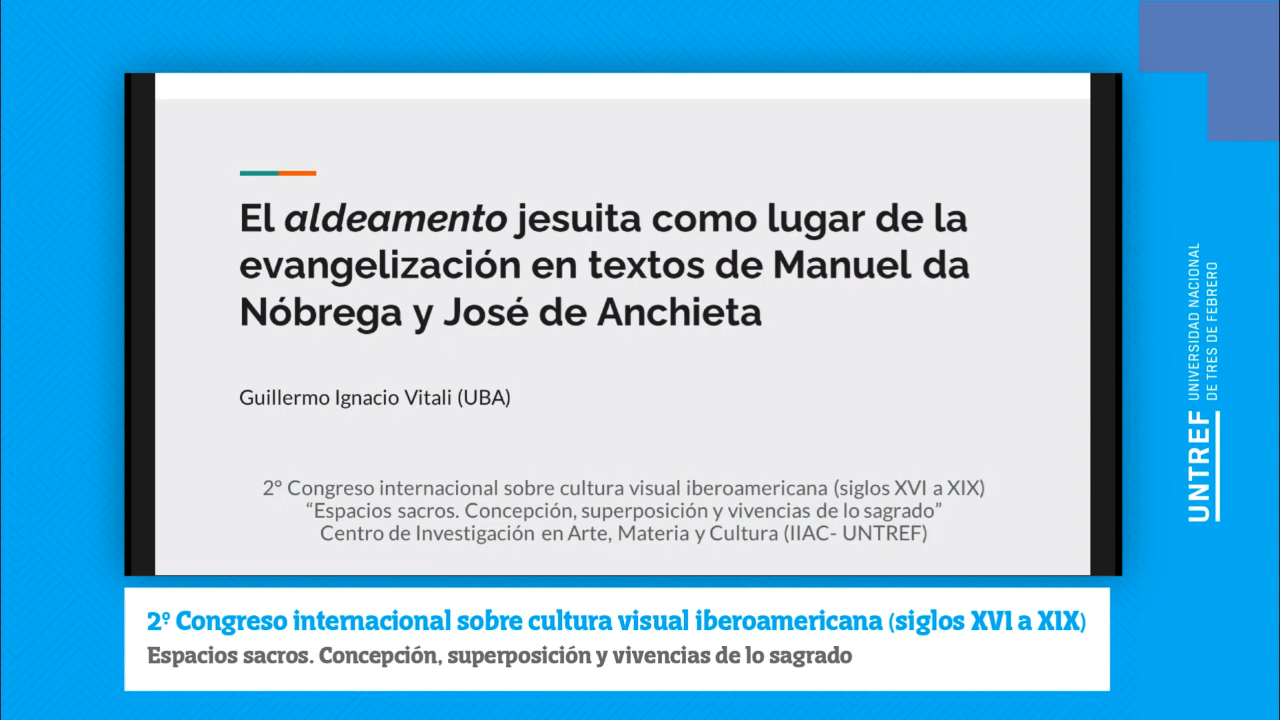 El aldeamento jesuita como lugar de la
evangelización en textos de Manuel da
Nóbrega y José de Anchieta
Guillermo Ignacio Vitali (UBA)
2° Congreso internacional sobre cultura visual iberoamericana (siglos XVI a XIX)
“Espacios sacros. Concepción, superposición y vivencias de lo sagrado”
Centro de Investigación en Arte, Materia y Cultura (IIAC- UNTREF)
2º Congreso internacional sobre cultura visual iberoamericana (siglos XVI a XIX)
Espacios sacros. Concepción, superposición y vivencias de lo sagrado
UNTREF
UNIVERSIDAD NACIONAL
DE TRES DE FEBRERO